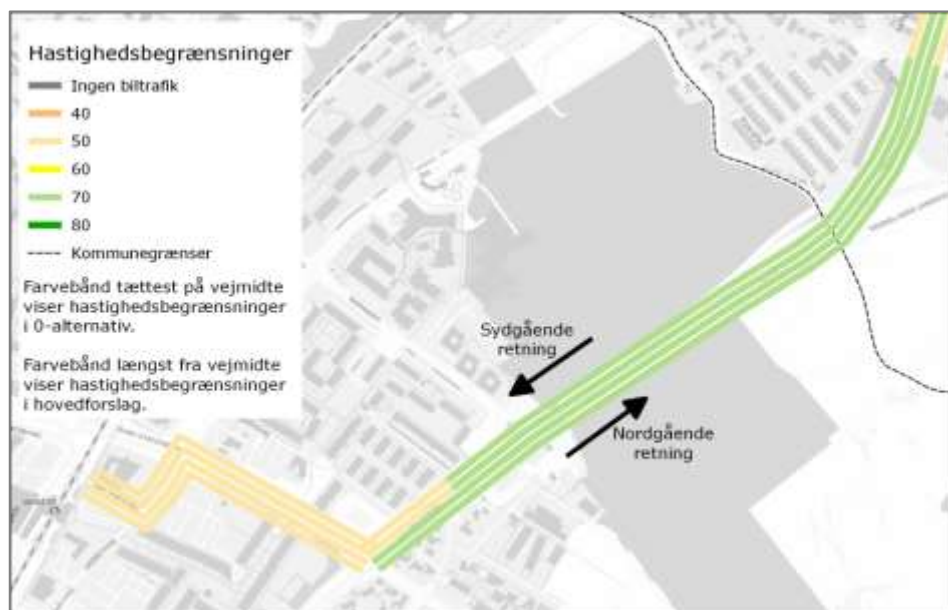 Hastighedsbegrænsninger
Ingen biltrafik
40
50
60
70
80
Kommunegrænser
Farvebånd tættest på vejmidte
viser hastighedsbegrænsninger
i 0-alternativ.
Farvebånd længst fra vejmidte
viser hastighedsbegrænsninger
i hovedforslag.
Sydgående
retning
Nordgående
retning